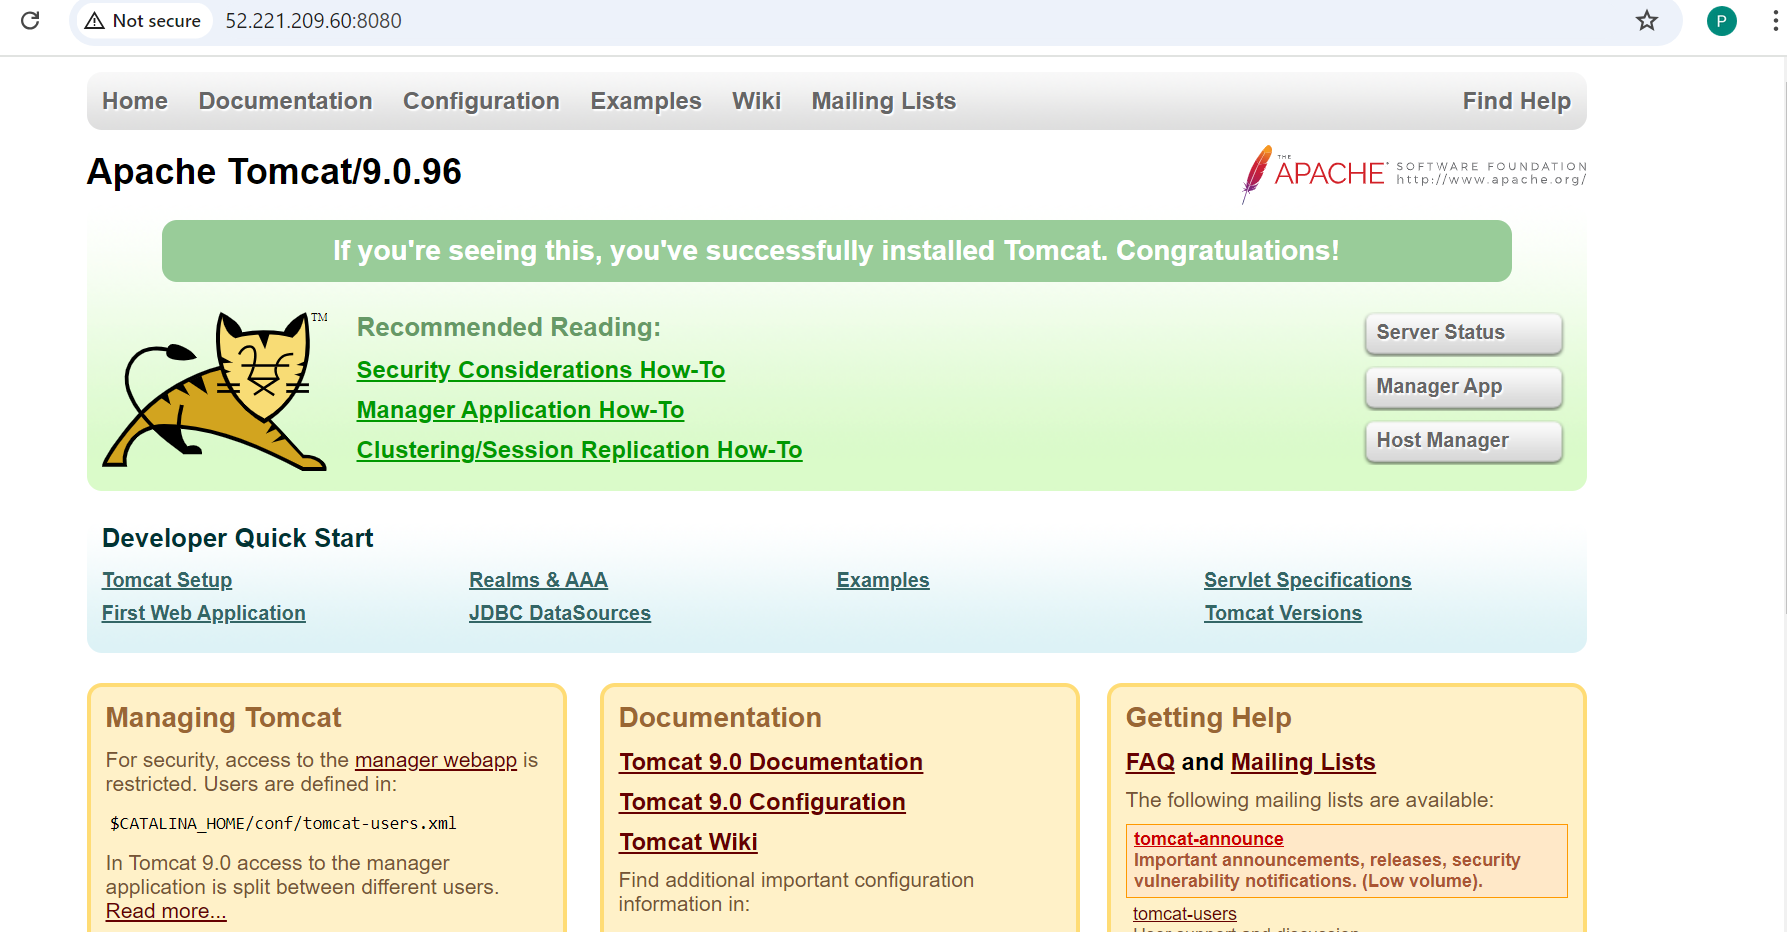 Not secure 52.221.209.60:8080 P
Home Documentation Configuration Examples Wiki Mailing Lists Find Help
Apache Tomcat/9.0.96
THE APACHE SOFTWARE FOUNDATION
http://www.apache.org/
If you're seeing this, you've successfully installed Tomcat. Congratulations!
TM
Recommended Reading:
Security Considerations How-To
Manager Application How-To
Clustering/Session Replication How-To
Server Status
Manager App
Host Manager
Developer Quick Start
Tomcat Setup
First Web Application
Realms & AAA
JDBC DataSources
Examples
Servlet Specifications
Tomcat Versions
Managing Tomcat
For security, access to the manager webapp is
restricted. Users are defined in:
$CATALINA_HOME/conf/tomcat-users.xml
In Tomcat 9.0 access to the manager
application is split between different users.
Read more...
Documentation
Tomcat 9.0 Documentation
Tomcat 9.0 Configuration
Tomcat Wiki
Find additional important configuration
information in:
Getting Help
FAQ and Mailing Lists
The following mailing lists are available:
tomcat-announce
Important announcements, releases, security
vulnerability notifications. (Low volume).
tomcat-users